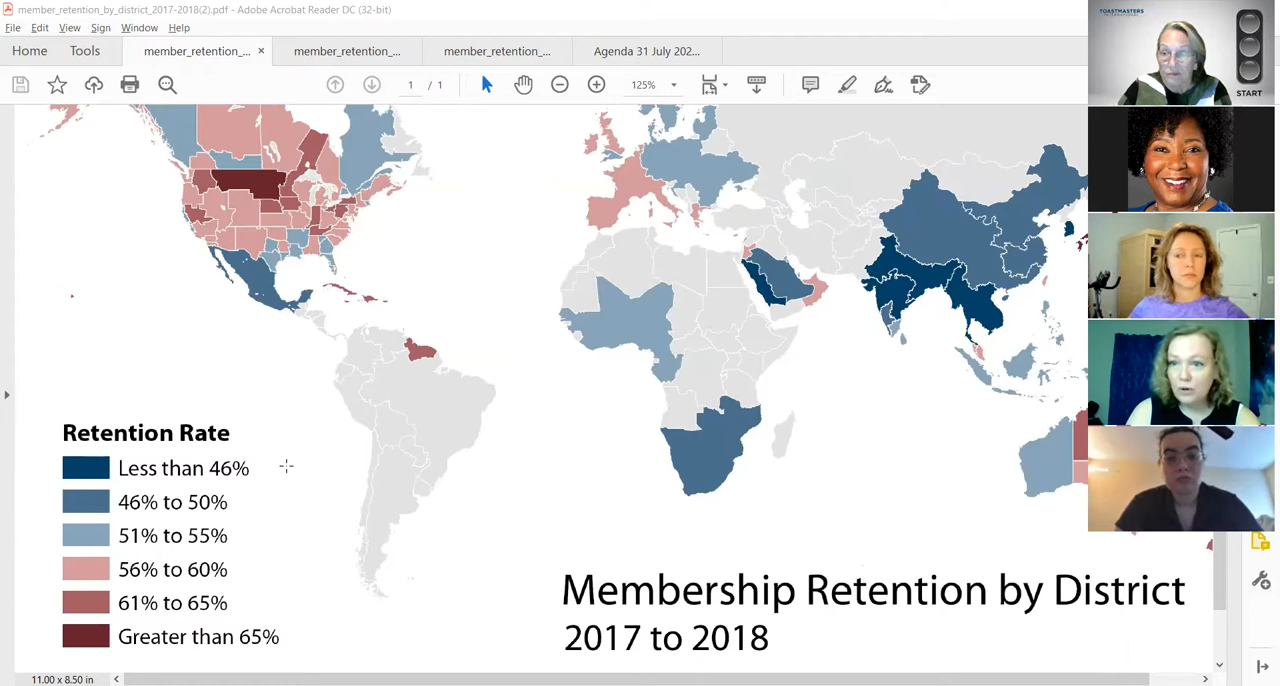 member_retention_by_district_2017-2018(2).pdf - Adobe Acrobat Reader DC (32-bit)
File Edit View Sign Window Help
Home Tools member_retention_... × member_retention_... member_retention_... Agenda 31 July 202...
1 / 1 125%
TOASTMASTERS
INTERNATIONAL
START
Retention Rate
Less than 46%
46% to 50%
51% to 55%
56% to 60%
61% to 65%
Greater than 65%
Membership Retention by District
2017 to 2018
11.00 x 8.50 in